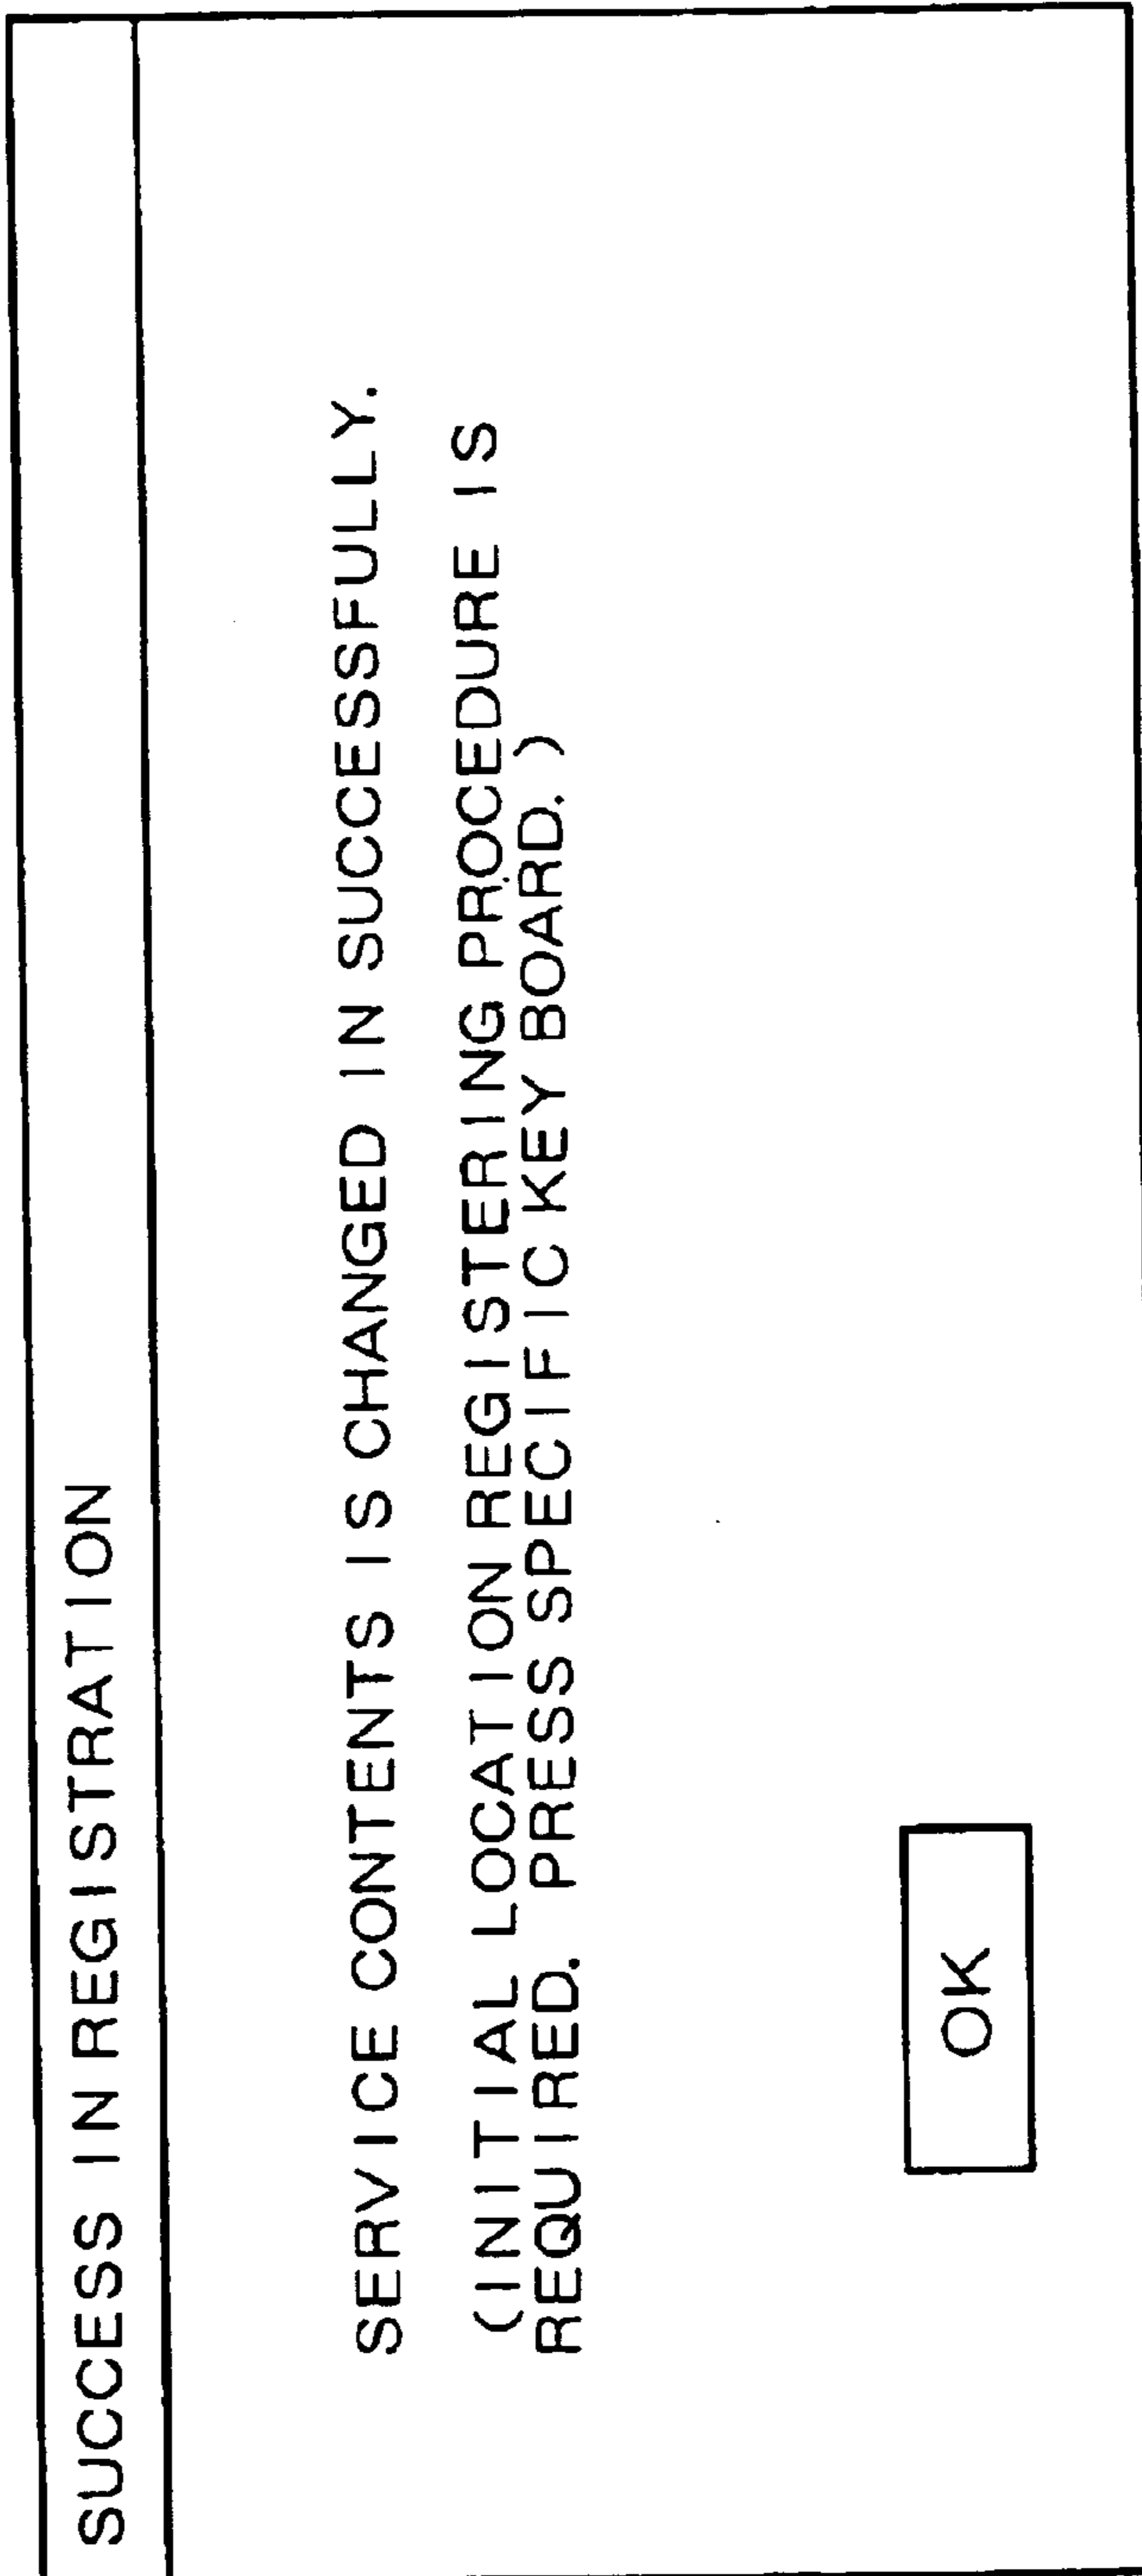 SUCCESS IN REGISTRATION
SERVICE CONTENTS IS CHANGED IN SUCCESSFULLY.
(INITIAL LOCATION REGISTERING PROCEDURE IS
REQUIRED. PRESS SPECIFIC KEY BOARD.)
OK